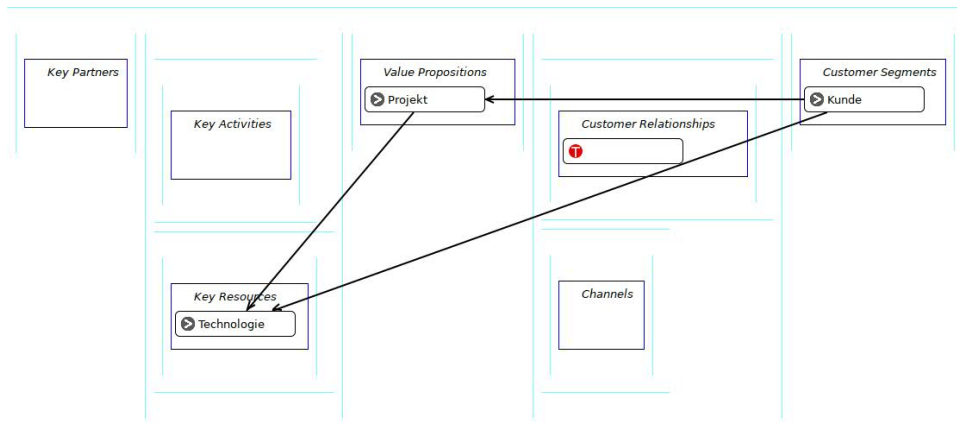 Key Partners
Key Activities
Key Resources
Technologie
Value Propositions
Projekt
Customer Relationships
T
Channels
Customer Segments
Kunde